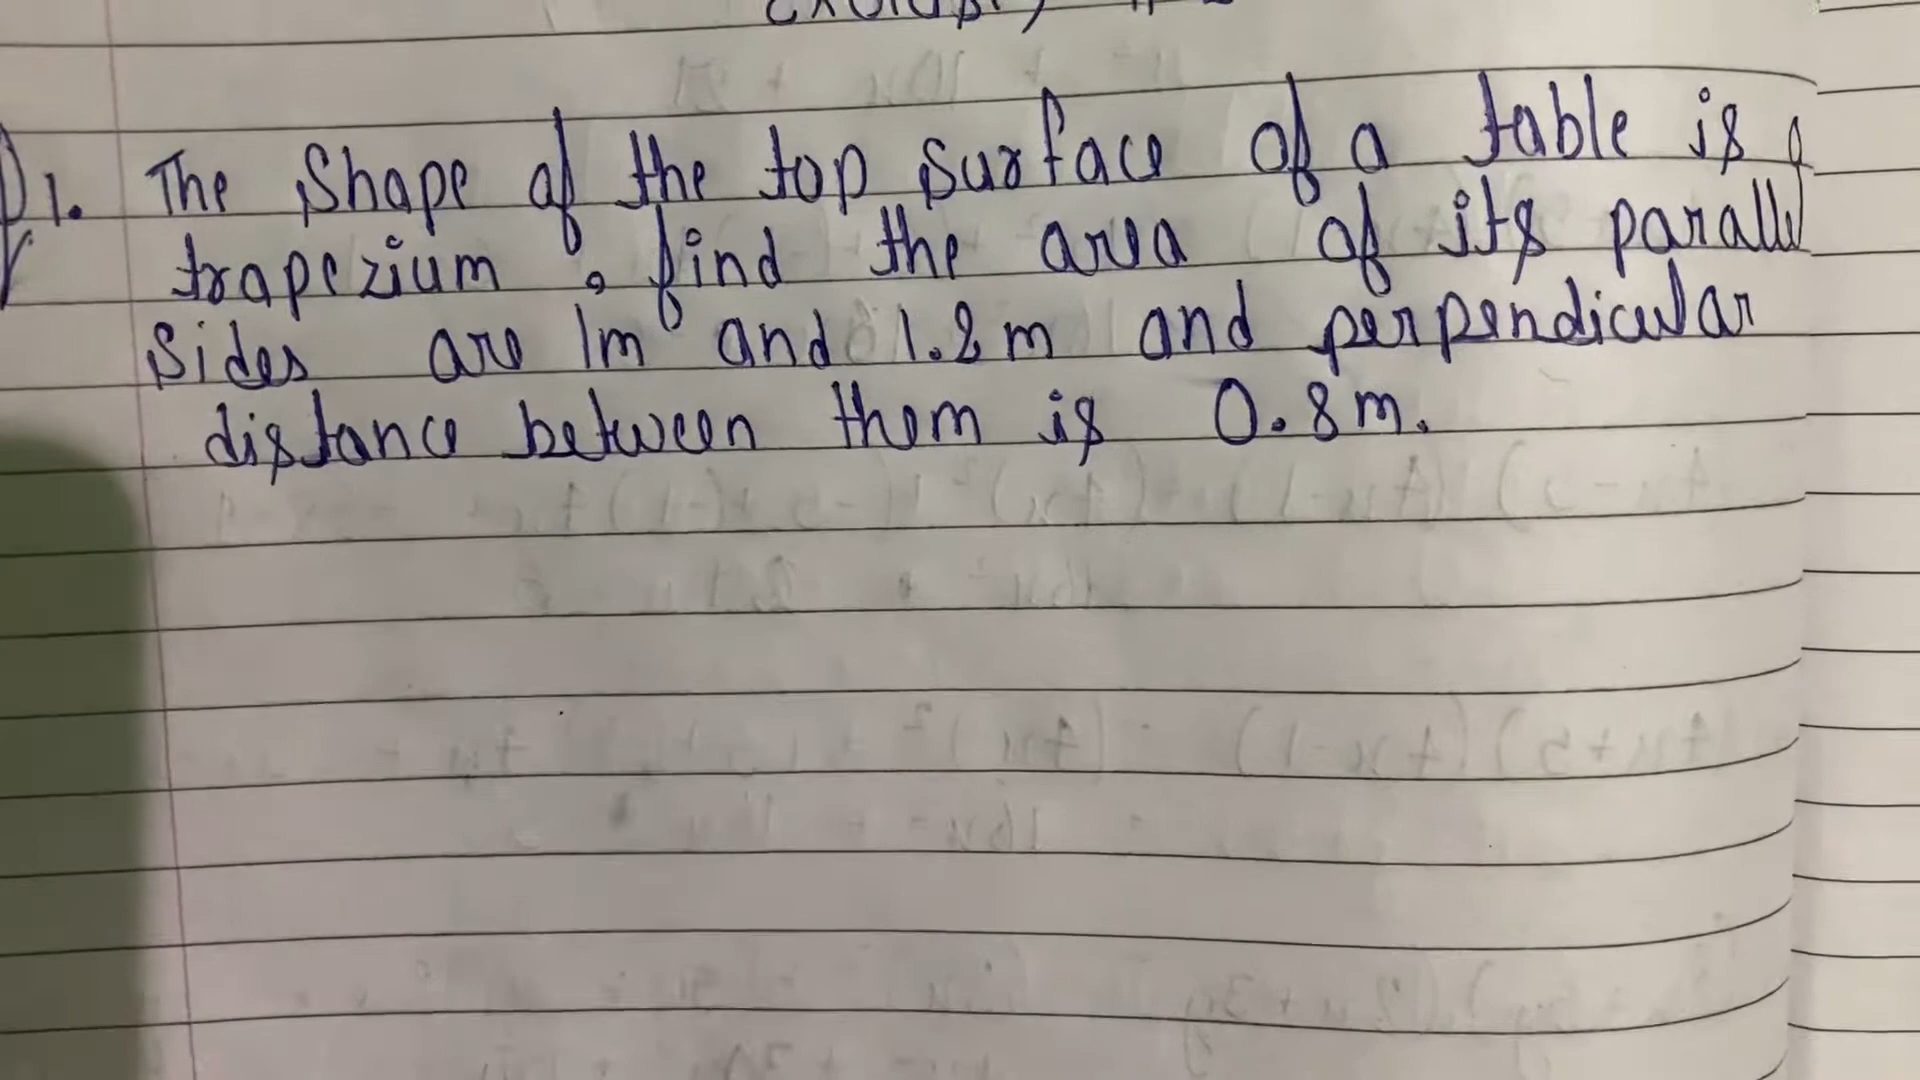 Q1. The Shape of the top surface of a table is a
trapezium, find the area of its parallel
Sides are 1m and 1.2m and perpendicular
distance between them is 0.8m.